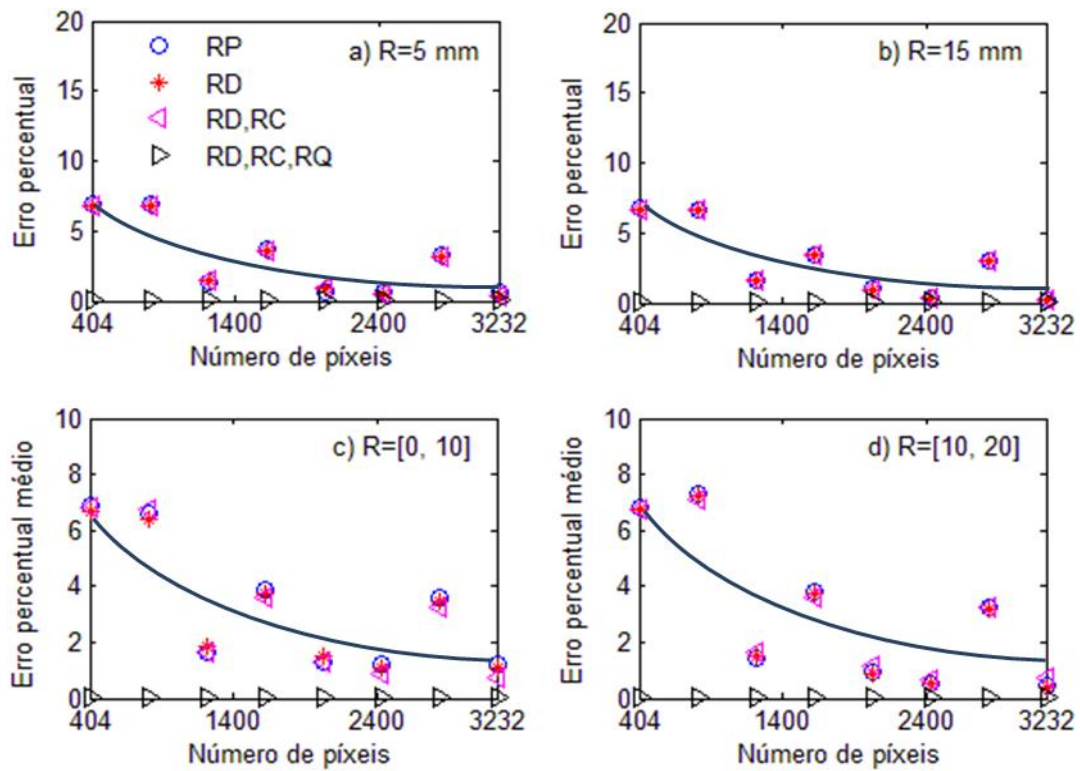 20
15
10
5
0
Erro percentual
RP
RD
RD,RC
RD,RC,RQ
a) R=5 mm
404 1400 2400 3232
Número de píxeis
20
15
10
5
0
Erro percentual
b) R=15 mm
404 1400 2400 3232
Número de píxeis
10
8
6
4
2
0
Erro percentual médio
c) R=[0, 10]
404 1400 2400 3232
Número de píxeis
10
8
6
4
2
0
Erro percentual médio
d) R=[10, 20]
404 1400 2400 3232
Número de píxeis